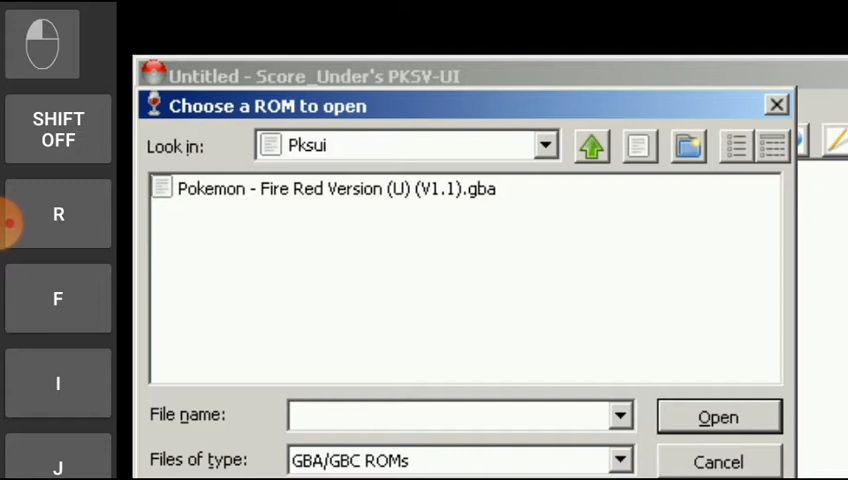 Untitled - Score_Under's PKSV-UI
SHIFT
OFF
R
F
I
J
Choose a ROM to open
Look in:
Pksui
Pokemon - Fire Red Version (U) (V1.1).gba
File name:
Open
Files of type:
GBA/GBC ROMs
Cancel